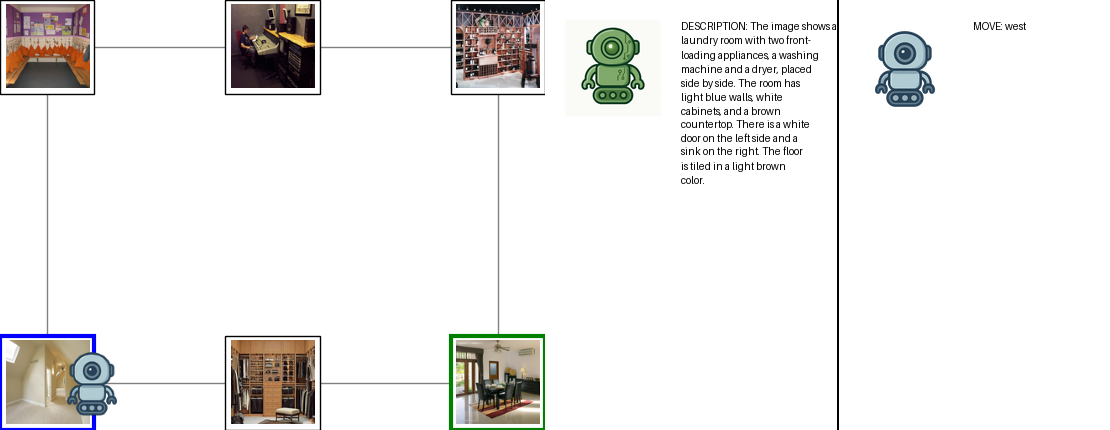 DESCRIPTION: The image shows a
laundry room with two front-
loading appliances, a washing
machine and a dryer, placed
side by side. The room has
light blue walls, white
cabinets, and a brown
countertop. There is a white
door on the left side and a
sink on the right. The floor
is tiled in a light brown
color.
MOVE: west